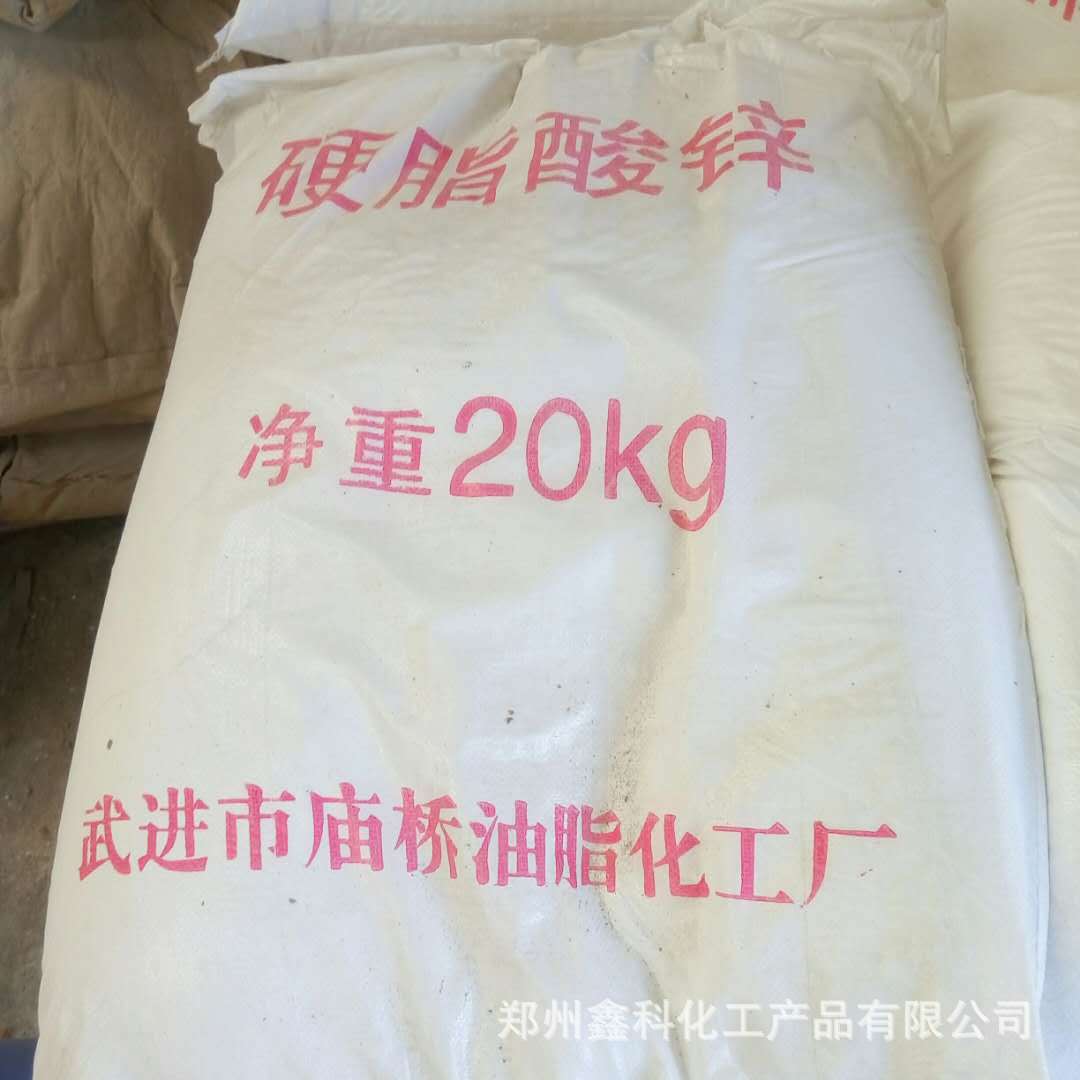 硬脂酸锌
净重20kg
武进市庙桥油脂化工厂
郑州鑫科化工产品有限公司